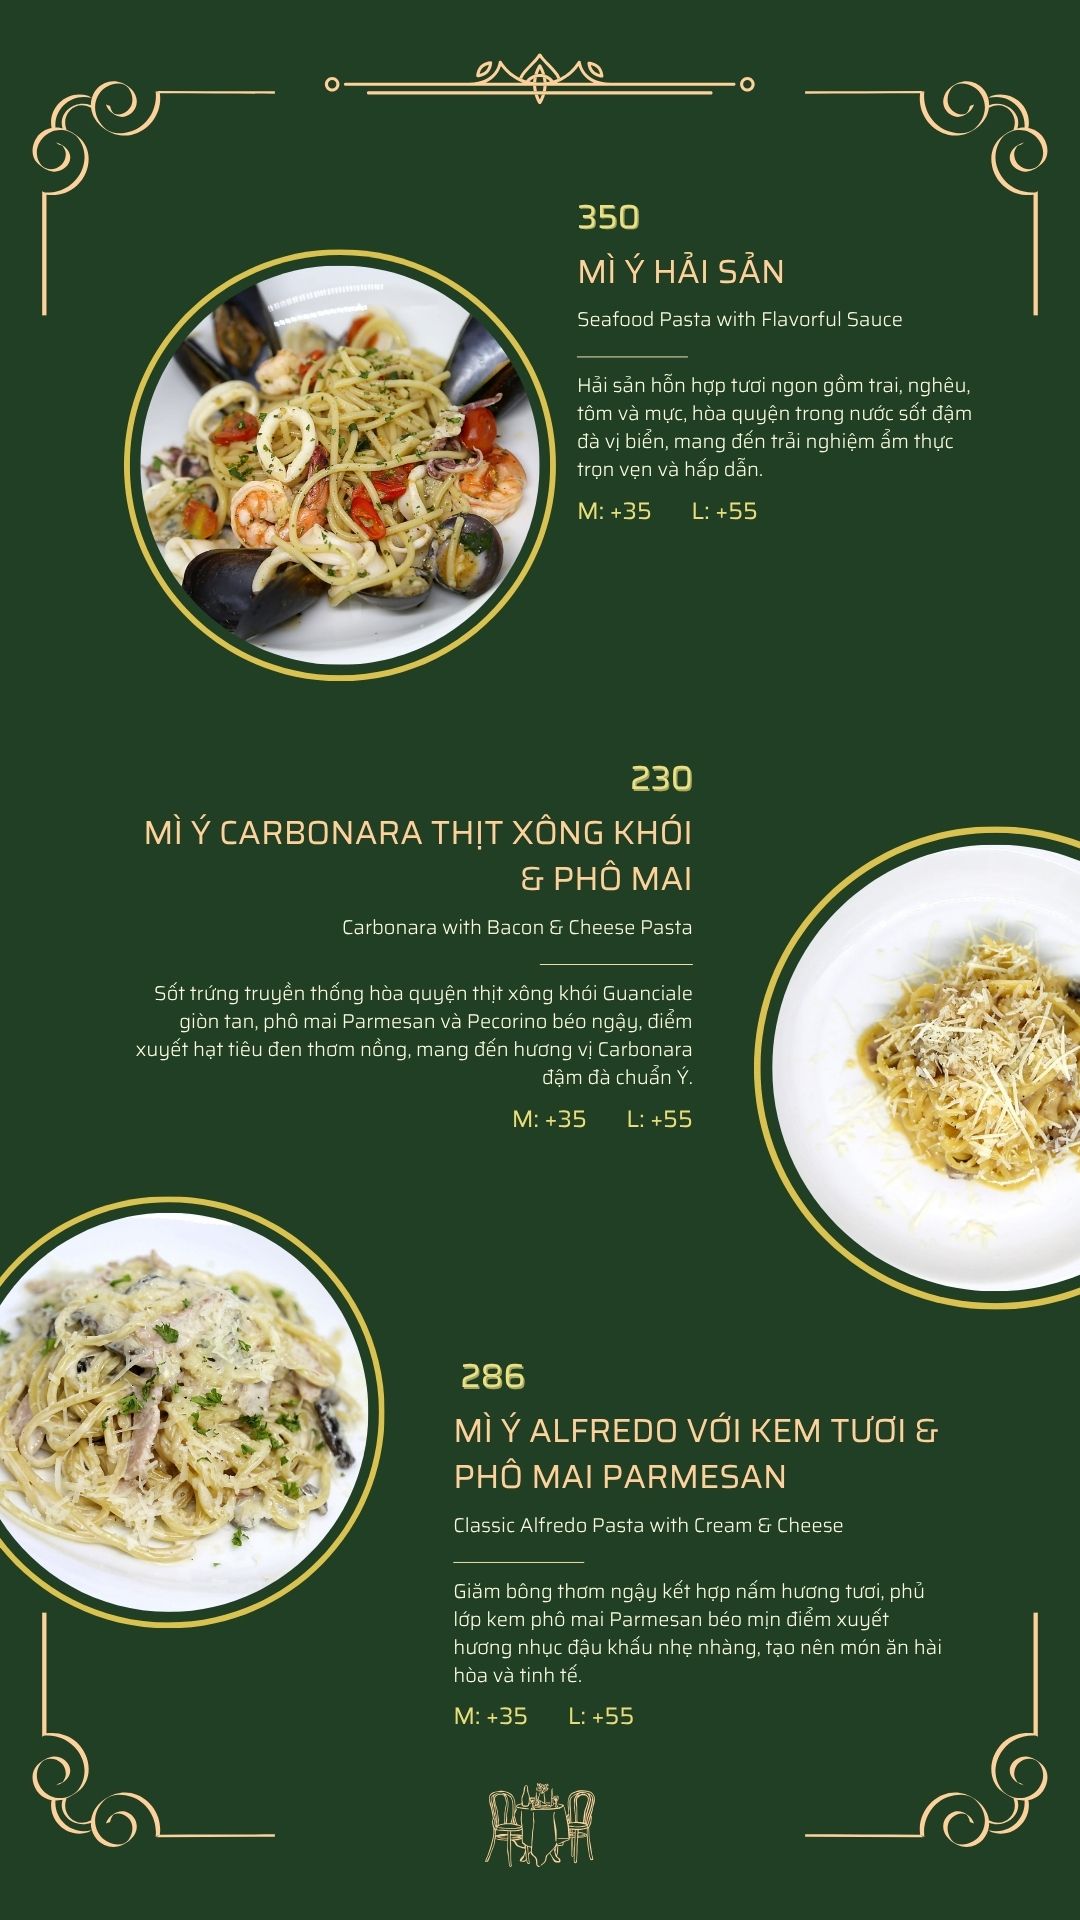 350
MÌ Ý HẢI SẢN
Seafood Pasta with Flavorful Sauce
Hải sản hỗn hợp tươi ngon gồm trai, nghêu,
tôm và mực, hòa quyện trong nước sốt đậm
đà vị biển, mang đến trải nghiệm ẩm thực
trọn vẹn và hấp dẫn.
M: +35 L: +55
230
MÌ Ý CARBONARA THỊT XÔNG KHÓI
& PHÔ MAI
Carbonara with Bacon & Cheese Pasta
Sốt trứng truyền thống hòa quyện thịt xông khói Guanciale
giòn tan, phô mai Parmesan và Pecorino béo ngậy, điểm
xuyết hạt tiêu đen thơm nồng, mang đến hương vị Carbonara
đậm đà chuẩn Ý.
M: +35 L: +55
286
MÌ Ý ALFREDO VỚI KEM TƯƠI &
PHÔ MAI PARMESAN
Classic Alfredo Pasta with Cream & Cheese
Giăm bông thơm ngậy kết hợp nấm hương tươi, phủ
lớp kem phô mai Parmesan béo mịn điểm xuyết
hương nhục đậu khấu nhẹ nhàng, tạo nên món ăn hài
hòa và tinh tế.
M: +35 L: +55